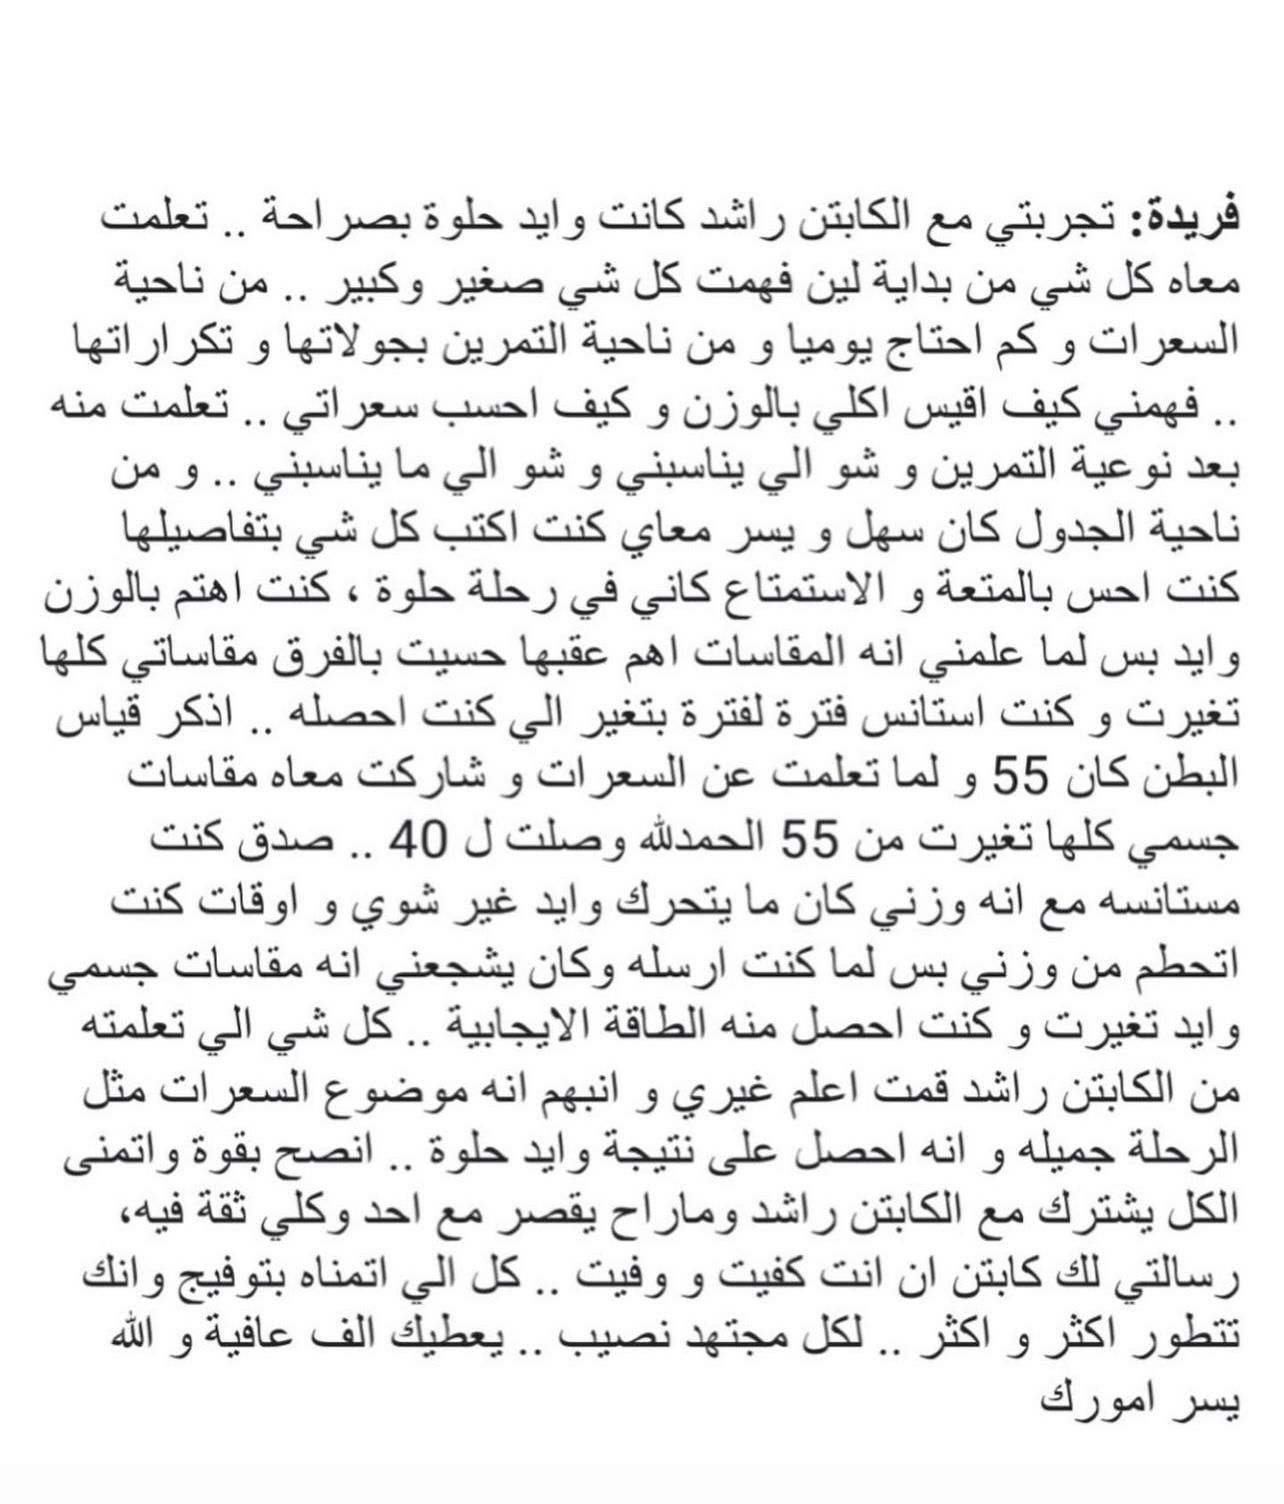 فريدة: تجربتي مع الكابتن راشد كانت وايد حلوة بصراحة .. تعلمت
معاه كل شي من بداية لين فهمت كل شي صغير وكبير .. من ناحية
السعرات و كم احتاج يوميا و من ناحية التمرين بجولاتها و تكراراتها
.. فهمني كيف اقيس اكلي بالوزن و كيف احسب سعراتي .. تعلمت منه
بعد نوعية التمرين و شو الي يناسبني و شو الي ما يناسبني .. و من
ناحية الجدول كان سهل و يسر معاي كنت اكتب كل شي بتفاصيلها
كنت احس بالمتعة و الاستمتاع كاني في رحلة حلوة ، كنت اهتم بالوزن
وايد بس لما علمني انه المقاسات اهم عقبها حسيت بالفرق مقاساتي كلها
تغيرت و كنت استانس فترة لفترة بتغير الي كنت احصله .. اذكر قياس
البطن كان 55 و لما تعلمت عن السعرات و شاركت معاه مقاسات
جسمي كلها تغيرت من 55 الحمدلله وصلت ل 40 .. صدق كنت
مستانسه مع انه وزني كان ما يتحرك وايد غير شوي و اوقات كنت
اتحطم من وزني بس لما كنت ارسله وكان يشجعني انه مقاسات جسمي
وايد تغيرت و كنت احصل منه الطاقة الايجابية .. كل شي الي تعلمته
من الكابتن راشد قمت اعلم غيري و انبهم انه موضوع السعرات مثل
الرحلة جميله و انه احصل على نتيجة وايد حلوة .. انصح بقوة واتمنى
الكل يشترك مع الكابتن راشد وماراح يقصر مع احد وكلي ثقة فيه،
رسالتي لك كابتن ان انت كفيت و وفيت .. كل الي اتمناه بتوفيج وانك
تتطور اكثر و اكثر .. لكل مجتهد نصيب .. يعطيك الف عافية و الله
يسر امورك